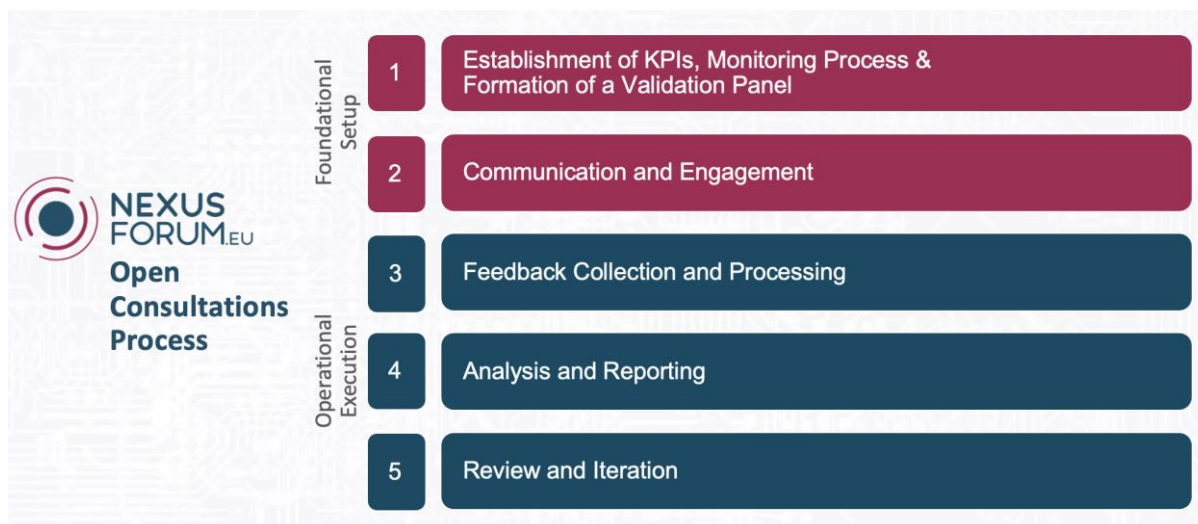 NEXUS
FORUM.EU
Open
Consultations
Process
Foundational
Setup
1
Establishment of KPIs, Monitoring Process &
Formation of a Validation Panel
2
Communication and Engagement
Operational
Execution
3
Feedback Collection and Processing
4
Analysis and Reporting
5
Review and Iteration